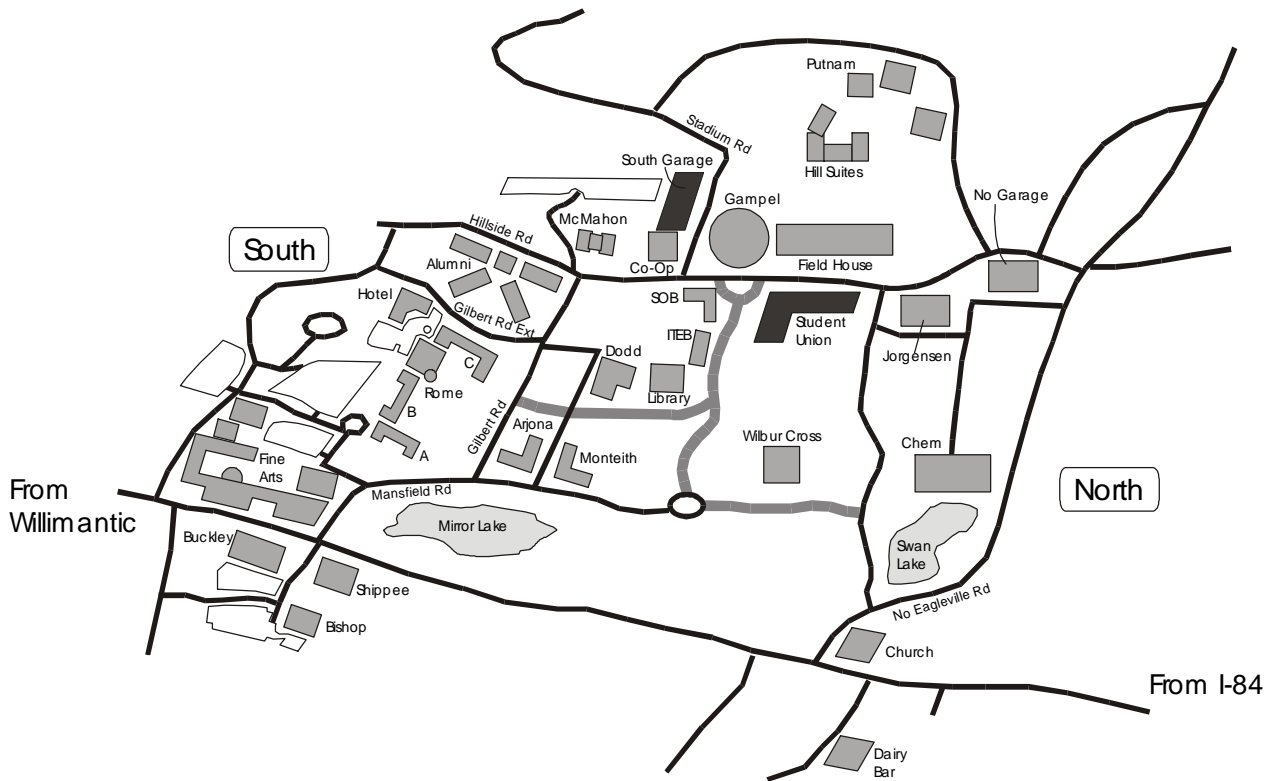 Putnam
Stadium Rd
South Garage
Hill Suites
Gampel
No Garage
McMahon
Hillside Rd
South
Alumni
Co-Op
Field House
Hotel
SOB
Gilbert Rd Ext
Student
Union
ITEB
Dodd
Jorgensen
C
Rome
Library
B
Gilbert Rd
Arjona
Wilbur Cross
Chem
A
Monteith
Fine
Arts
From
Willimantic
Mansfield Rd
North
Mirror Lake
Buckley
Swan
Lake
Shippee
No Eagleville Rd
Bishop
Church
From I-84
Dairy
Bar